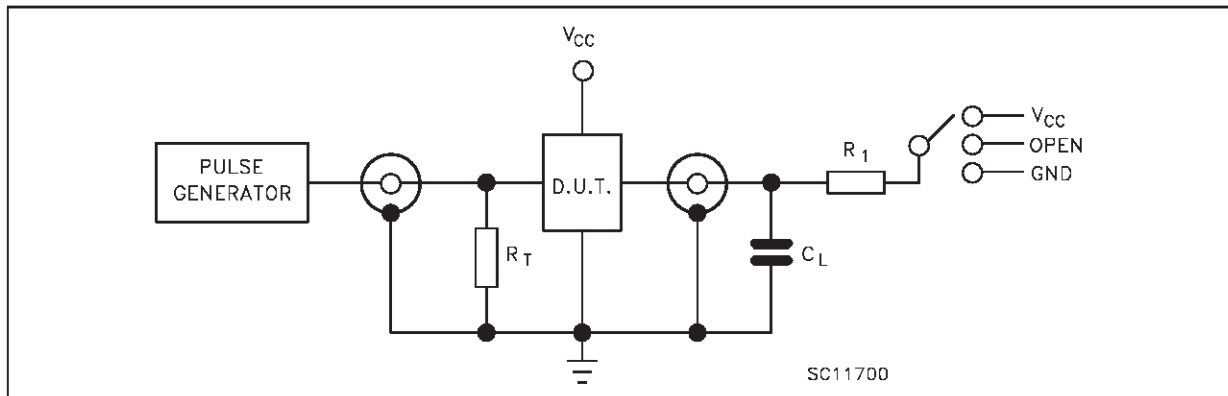 VCC
PULSE
GENERATOR
RT
D.U.T.
CL
R1
VCC
OPEN
GND
SC11700